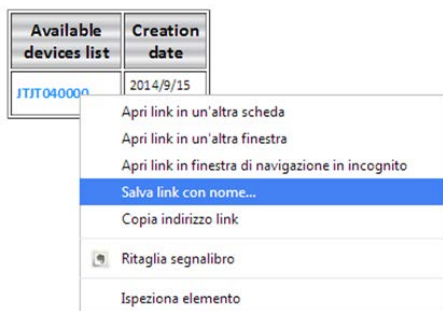 Available devices list
Creation date
JTJT040000
2014/9/15
Apri link in un'altra scheda
Apri link in un'altra finestra
Apri link in finestra di navigazione in incognito
Salva link con nome...
Copia indirizzo link
Ritaglia segnalibro
Ispeziona elemento